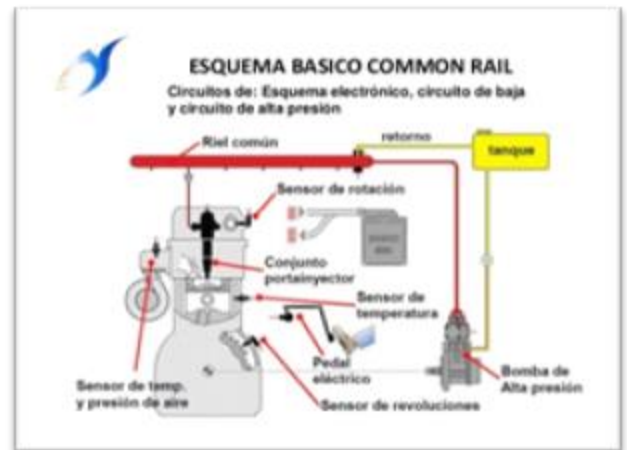 ESQUEMA BASICO COMMON RAIL
Circuitos de: Esquema electrónico, circuito de baja
y circuito de alta presión
Riel común
retorno
tanque
Sensor de rotación
Conjunto
portainyector
Sensor de
temperatura
Pedal
eléctrico
Bomba de
Alta presión
Sensor de temp.
y presión de aire
Sensor de revoluciones